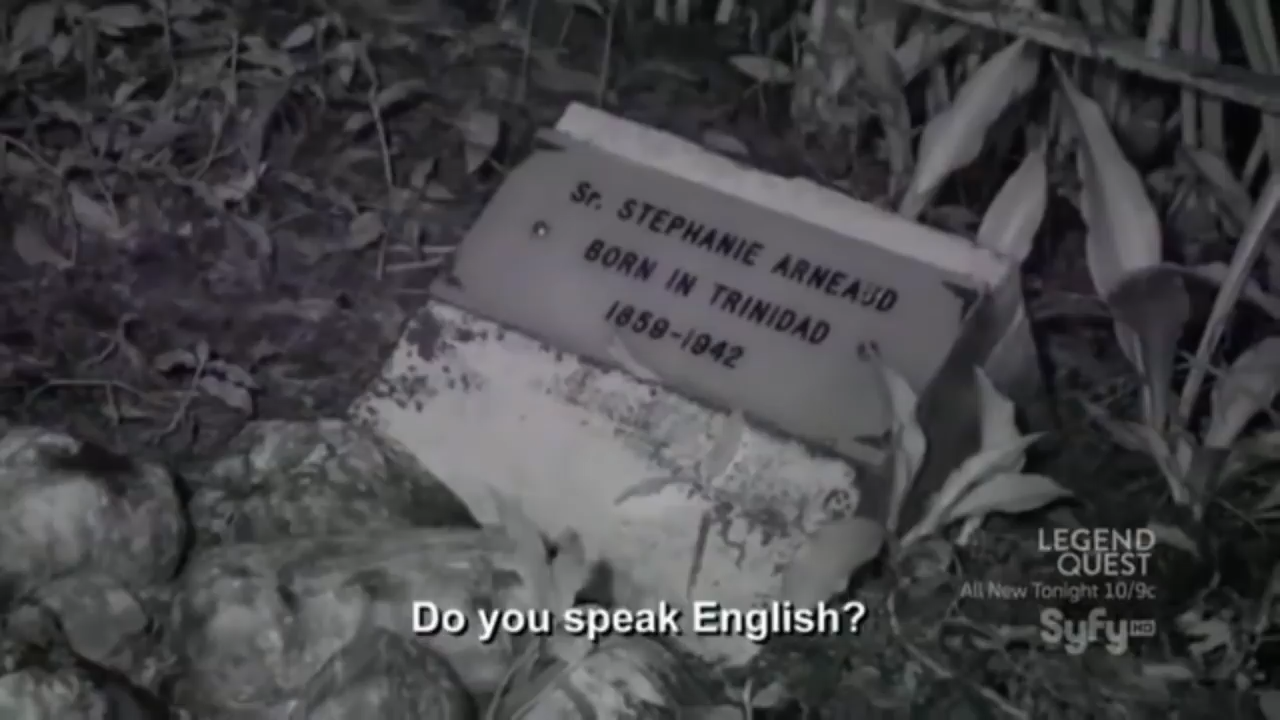 Sr. STEPHANIE ARNEAUD
BORN IN TRINIDAD
1859-1942
LEGEND
QUEST
All New Tonight 10/9c
Syfy HD
Do you speak English?